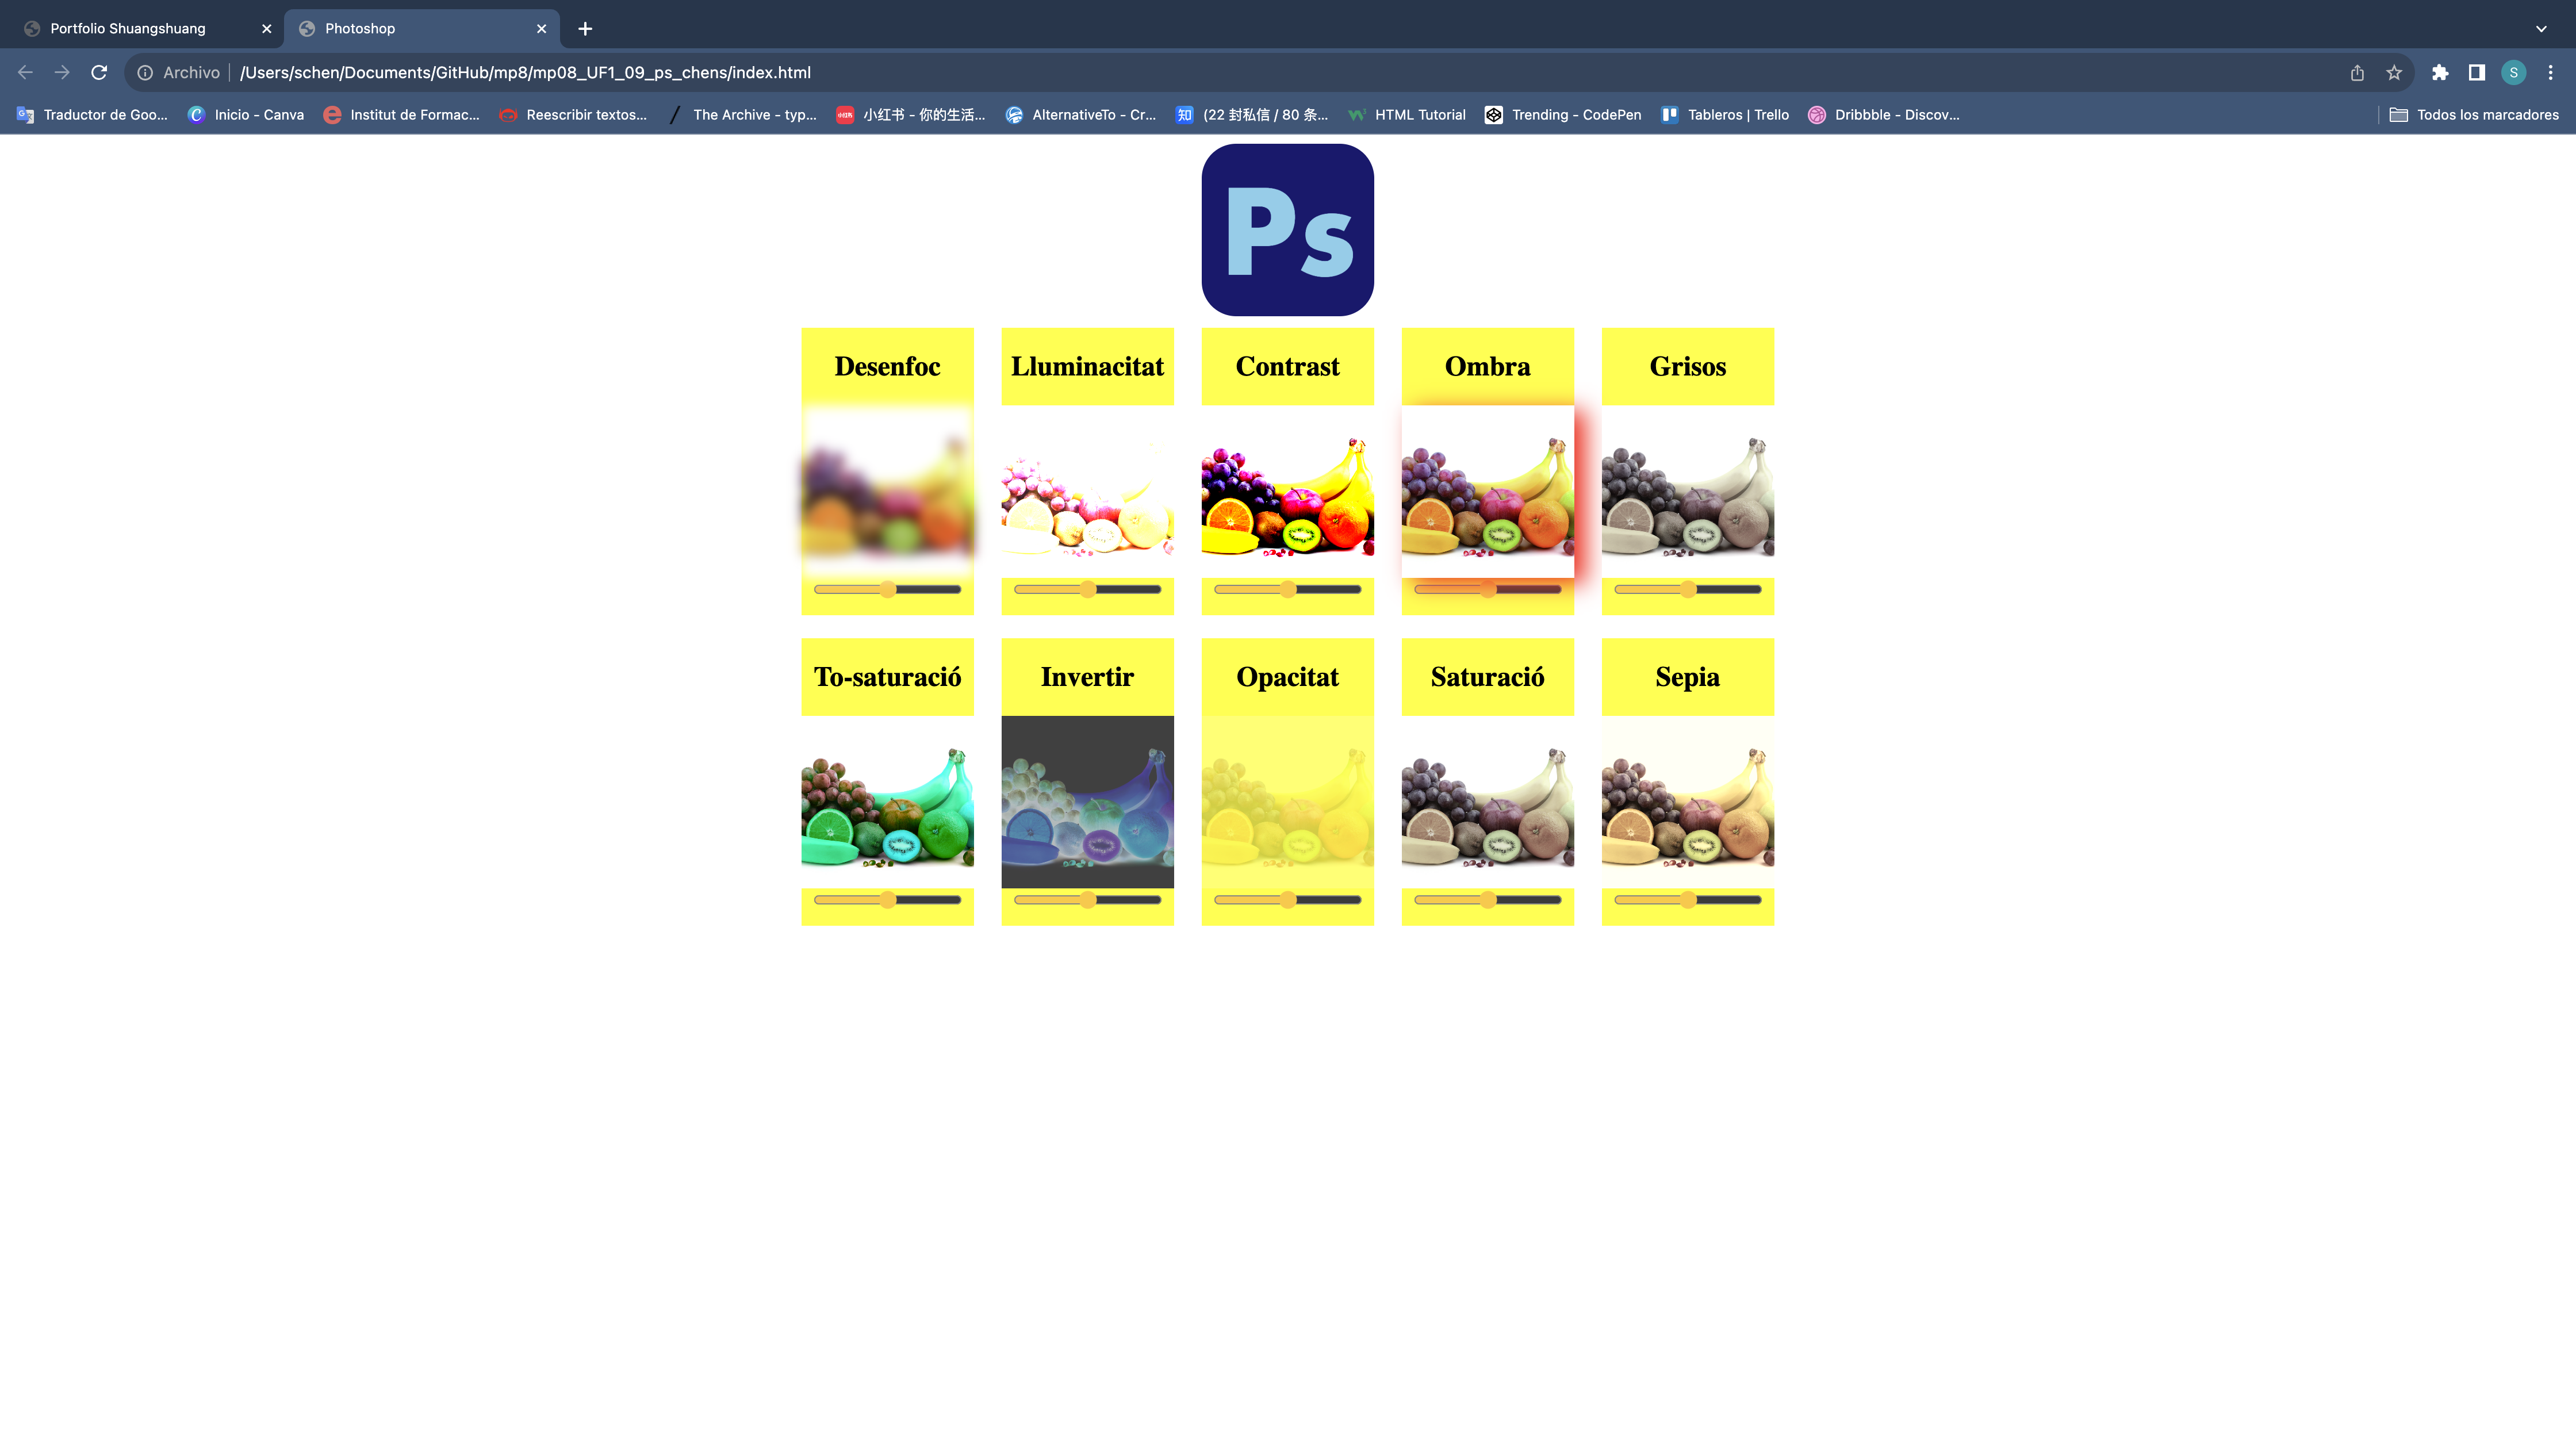 Portfolio Shuangshuang
Photoshop
Archivo /Users/schen/Documents/GitHub/mp8/mp08_UF1_09_ps_chens/index.html
S
Traductor de Goo... Inicio - Canva Institut de Formac... Reescribir textos... The Archive - typ... 小红书 - 你的生活... AlternativeTo - Cr... 知 (22 封私信 / 80 条... HTML Tutorial Trending - CodePen Tableros | Trello Dribbble - Discov... Todos los marcadores
Ps
Desenfoc Lluminacitat Contrast Ombra Grisos
To-saturació Invertir Opacitat Saturació Sepia